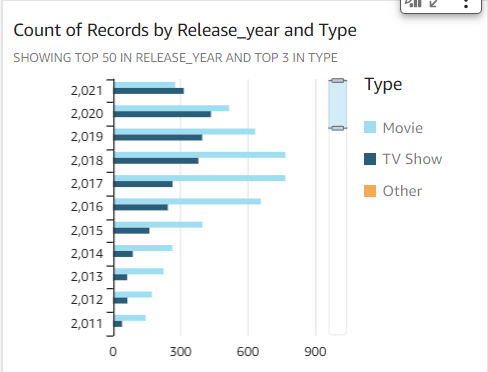 Count of Records by Release_year and Type
SHOWING TOP 50 IN RELEASE_YEAR AND TOP 3 IN TYPE
Type
Movie
TV Show
Other
2,021
2,020
2,019
2,018
2,017
2,016
2,015
2,014
2,013
2,012
2,011
0 300 600 900